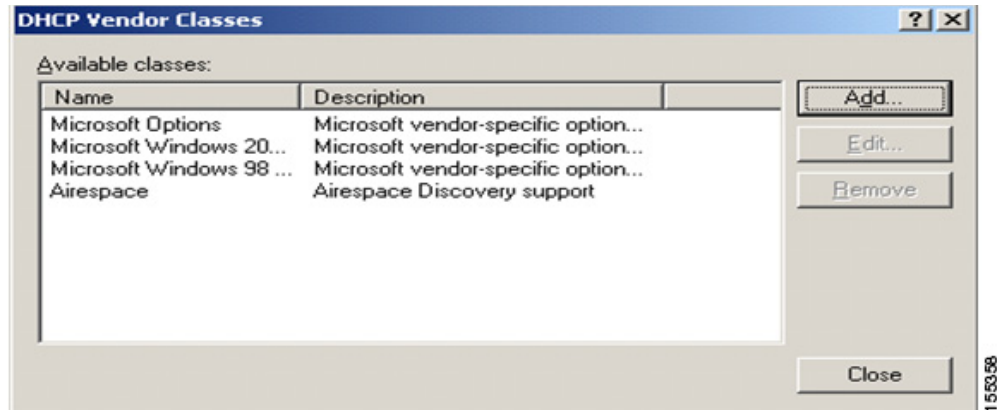 DHCP Vendor Classes
Available classes:
Name Description
Microsoft Options Microsoft vendor-specific option...
Microsoft Windows 20... Microsoft vendor-specific option...
Microsoft Windows 98 ... Microsoft vendor-specific option...
Airespace Airespace Discovery support
Add...
Edit...
Remove
Close
155358